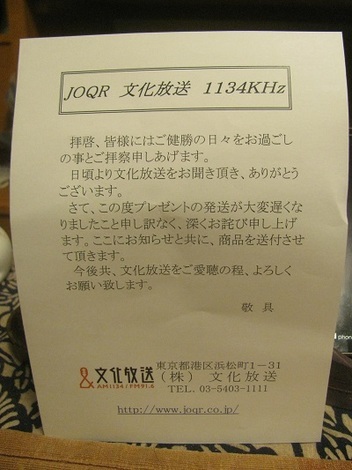 JOQR 文化放送 1134KHz
拝啓、皆様にはご健勝の日々をお過ごし
の事とご拝察申しあげます。
日頃より文化放送をお聞き頂き、ありがとう
ございます。
さて、この度プレゼントの発送が大変遅くな
りましたこと申し訳なく、深くお詫び申し上げ
ます。ここにお知らせと共に、商品を送付させ
て頂きます。
今後共、文化放送をご愛聴の程、よろしく
お願い致します。
敬 具
文化放送
AM1134 / FM91.6
東京都港区浜松町1－31
（株） 文化放送
TEL. 03-5403-1111
http://www.joqr.co.jp/
phon